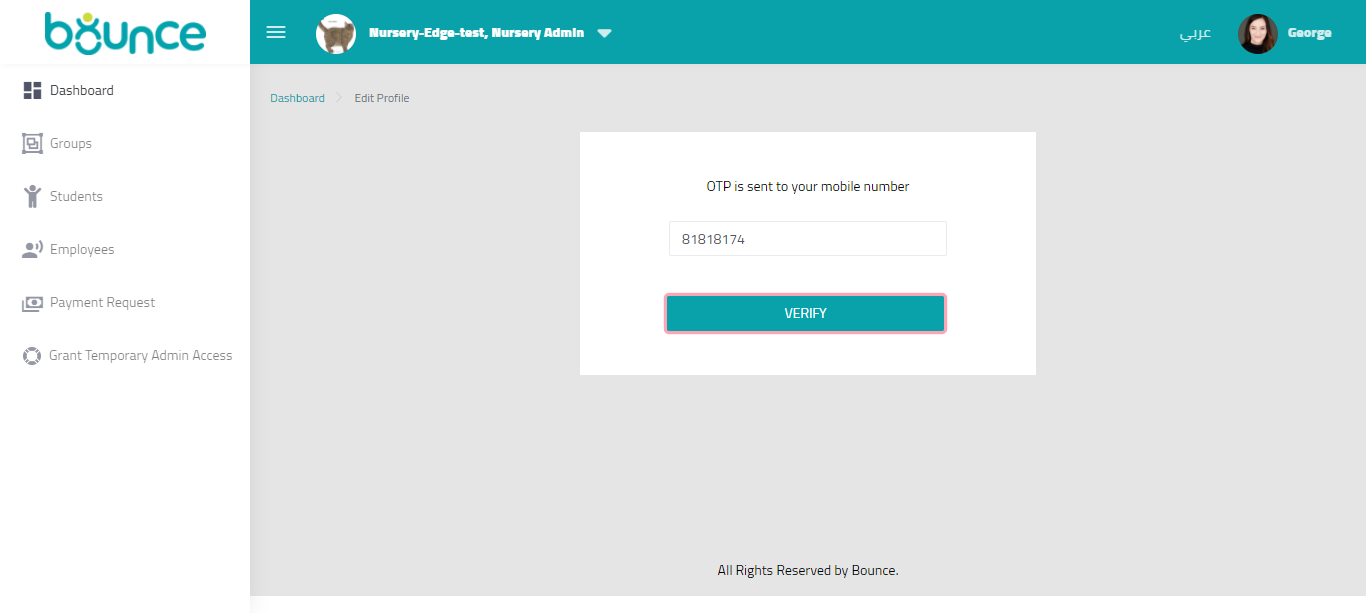 bounce
Nursery-Edge-test, Nursery Admin
عربي
George
Dashboard
Groups
Students
Employees
Payment Request
Grant Temporary Admin Access
Dashboard
Edit Profile
OTP is sent to your mobile number
81818174
VERIFY
All Rights Reserved by Bounce.